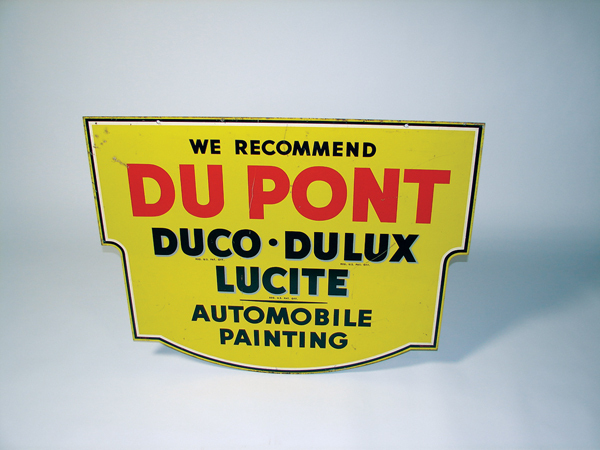 WE RECOMMEND
DU PONT
DUCO · DULUX
LUCITE
AUTOMOBILE
PAINTING